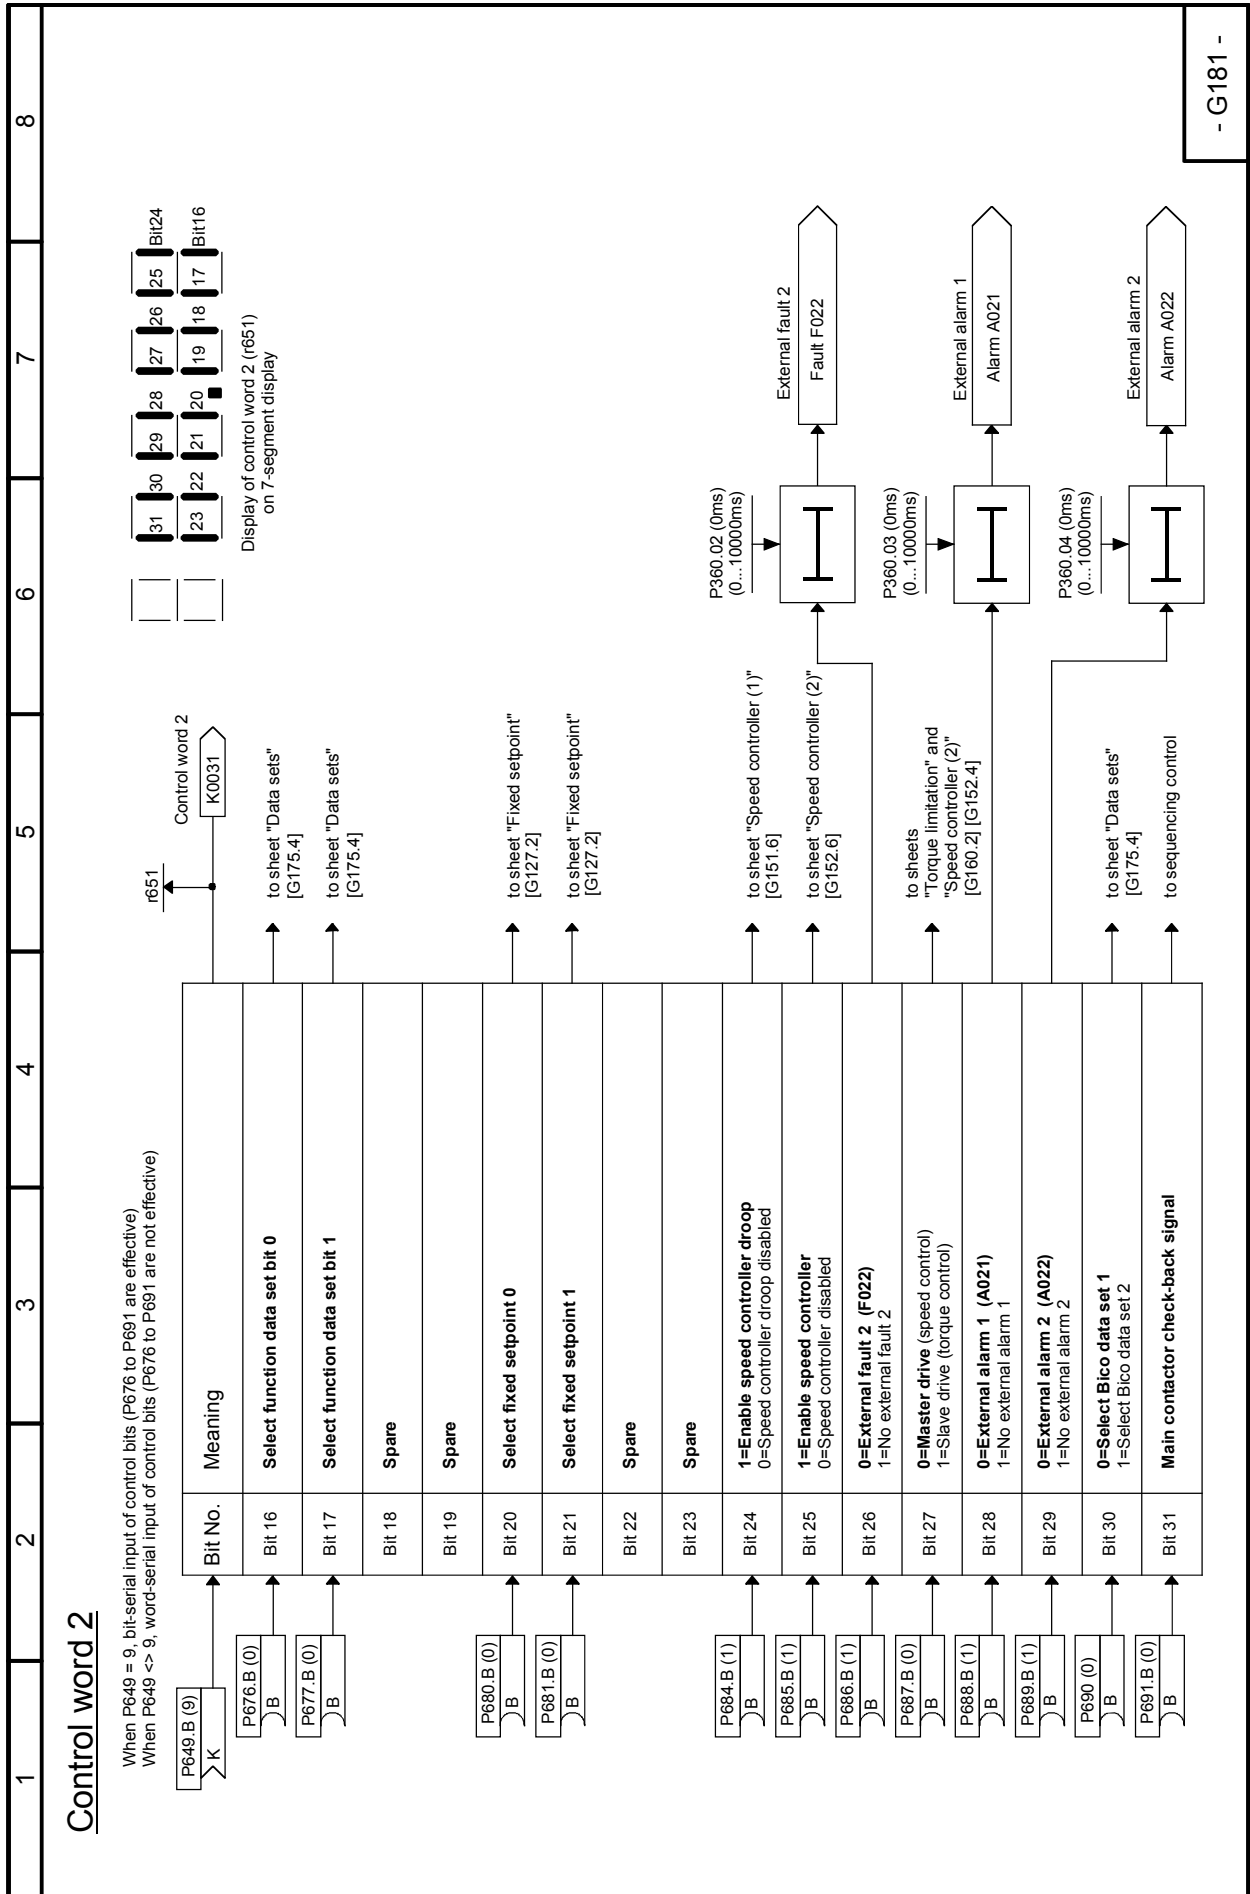 1 2 3 4 5 6 7 8
Control word 2
When P649 = 9, bit-serial input of control bits (P676 to P691 are effective)
When P649 <> 9, word-serial input of control bits (P676 to P691 are not effective)
31 30 29 28 27 26 25 Bit24
23 22 21 20 19 18 17 Bit16
Display of control word 2 (r651)
on 7-segment display
r651
Control word 2
K0031
P649.B (9)
K
Bit No. Meaning
P676.B (0)
B
Bit 16 Select function data set bit 0
to sheet "Data sets"
[G175.4]
P677.B (0)
B
Bit 17 Select function data set bit 1
to sheet "Data sets"
[G175.4]
Bit 18 Spare
Bit 19 Spare
P680.B (0)
B
Bit 20 Select fixed setpoint 0
to sheet "Fixed setpoint"
[G127.2]
P681.B (0)
B
Bit 21 Select fixed setpoint 1
to sheet "Fixed setpoint"
[G127.2]
Bit 22 Spare
Bit 23 Spare
P684.B (1)
B
Bit 24 1=Enable speed controller droop
0=Speed controller droop disabled
to sheet "Speed controller (1)"
[G151.6]
P685.B (1)
B
Bit 25 1=Enable speed controller
0=Speed controller disabled
to sheet "Speed controller (2)"
[G152.6]
P686.B (1)
B
Bit 26 0=External fault 2 (F022)
1=No external fault 2
P360.02 (0ms)
(0...10000ms)
External fault 2
Fault F022
P687.B (0)
B
Bit 27 0=Master drive (speed control)
1=Slave drive (torque control)
to sheets
"Torque limitation" and
"Speed controller (2)"
[G160.2] [G152.4]
P688.B (1)
B
Bit 28 0=External alarm 1 (A021)
1=No external alarm 1
P360.03 (0ms)
(0...10000ms)
External alarm 1
Alarm A021
P689.B (1)
B
Bit 29 0=External alarm 2 (A022)
1=No external alarm 2
P360.04 (0ms)
(0...10000ms)
External alarm 2
Alarm A022
P690 (0)
B
Bit 30 0=Select Bico data set 1
1=Select Bico data set 2
to sheet "Data sets"
[G175.4]
P691.B (0)
B
Bit 31 Main contactor check-back signal
to sequencing control
- G181 -